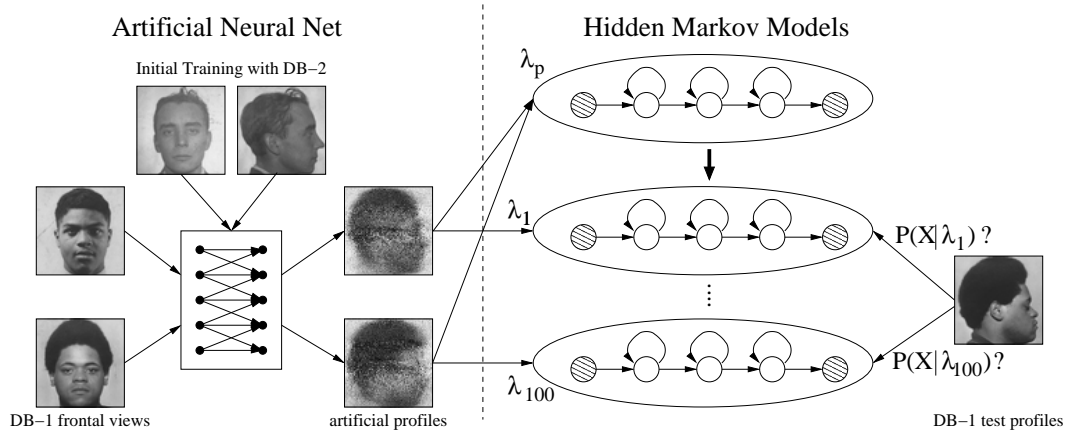 Artificial Neural Net
Hidden Markov Models
Initial Training with DB−2
λp
λ1
P(X|λ1) ?
P(X|λ100) ?
λ100
DB−1 frontal views
artificial profiles
DB−1 test profiles